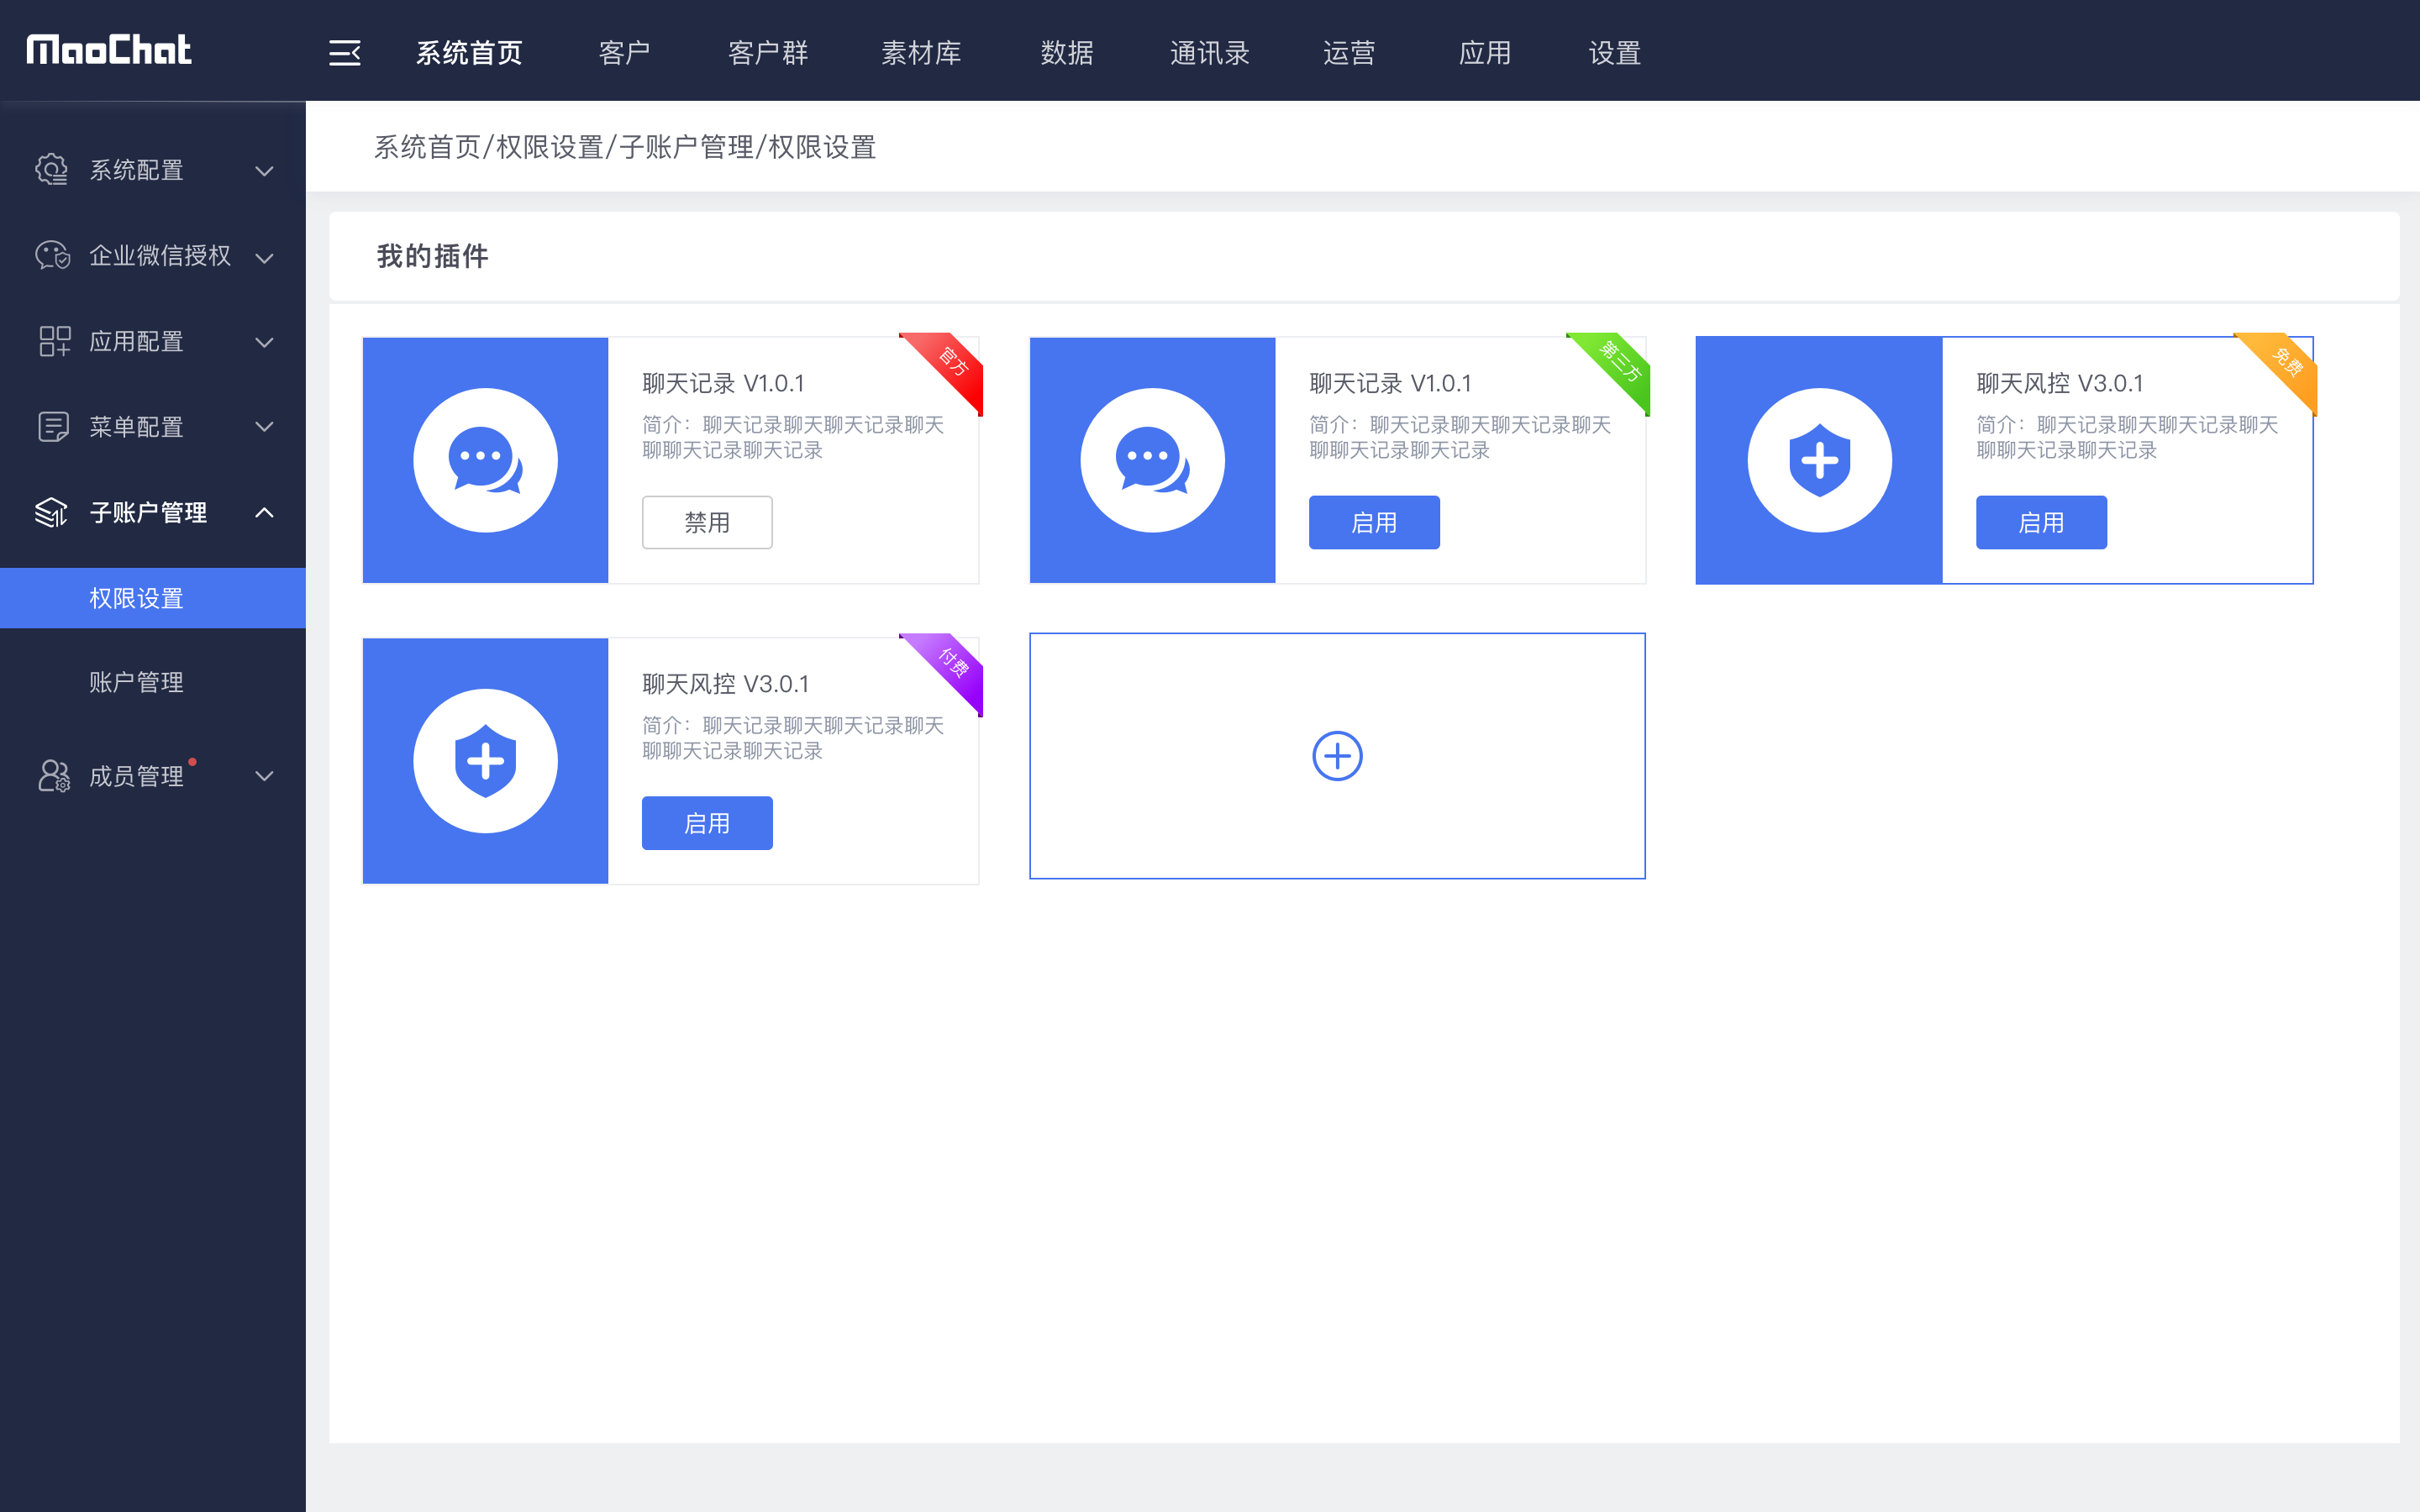 MaoChat
系统首页 客户 客户群 素材库 数据 通讯录 运营 应用 设置
系统配置
企业微信授权
应用配置
菜单配置
子账户管理
权限设置
账户管理
成员管理
系统首页/权限设置/子账户管理/权限设置
我的插件
官方
聊天记录 V1.0.1
简介：聊天记录聊天聊天记录聊天
聊聊天记录聊天记录
禁用
第三方
聊天记录 V1.0.1
简介：聊天记录聊天聊天记录聊天
聊聊天记录聊天记录
启用
免费
聊天风控 V3.0.1
简介：聊天记录聊天聊天记录聊天
聊聊天记录聊天记录
启用
付费
聊天风控 V3.0.1
简介：聊天记录聊天聊天记录聊天
聊聊天记录聊天记录
启用